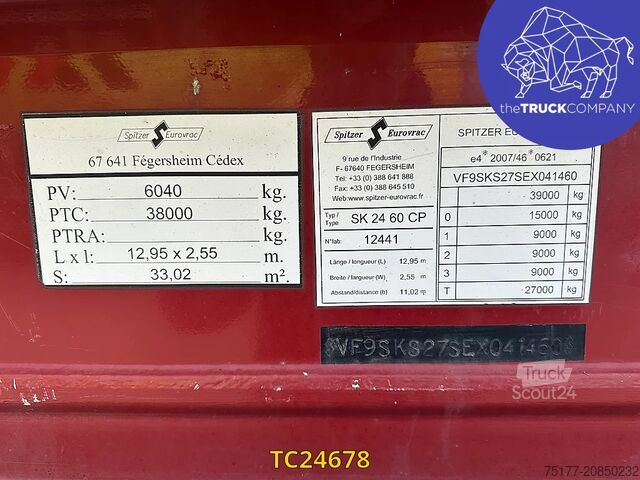 theTRUCKCOMPANY
Spitzer S Eurovrac
67 641 Fégersheim Cédex
PV: 6040 kg.
PTC: 38000 kg.
PTRA: kg.
L x l: 12,95 x 2,55 m.
S: 33,02 m².
Spitzer S Eurovrac
9 rue de l'Industrie
F- 67640 FEGERSHEIM
Tel: +33 (0) 388 641 888
Fax: +33 (0) 388 645 510
Web:www.spitzer-eurovrac.fr
Typ / Type SK 24 60 CP
N°fab: 12441
Länge / longueur (L) 12,95 m
Breite / largeur (W) 2,55 m
Abstand/distance (b) 11,02 m
SPITZER EU
e4* 2007/46* 0621
VF9SKS27SEX041460
39000 kg
0 15000 kg
1 9000 kg
2 9000 kg
3 9000 kg
T 27000 kg
VF9SKS27SEX041460
Truck
Scout24
TC24678
75177-20850232